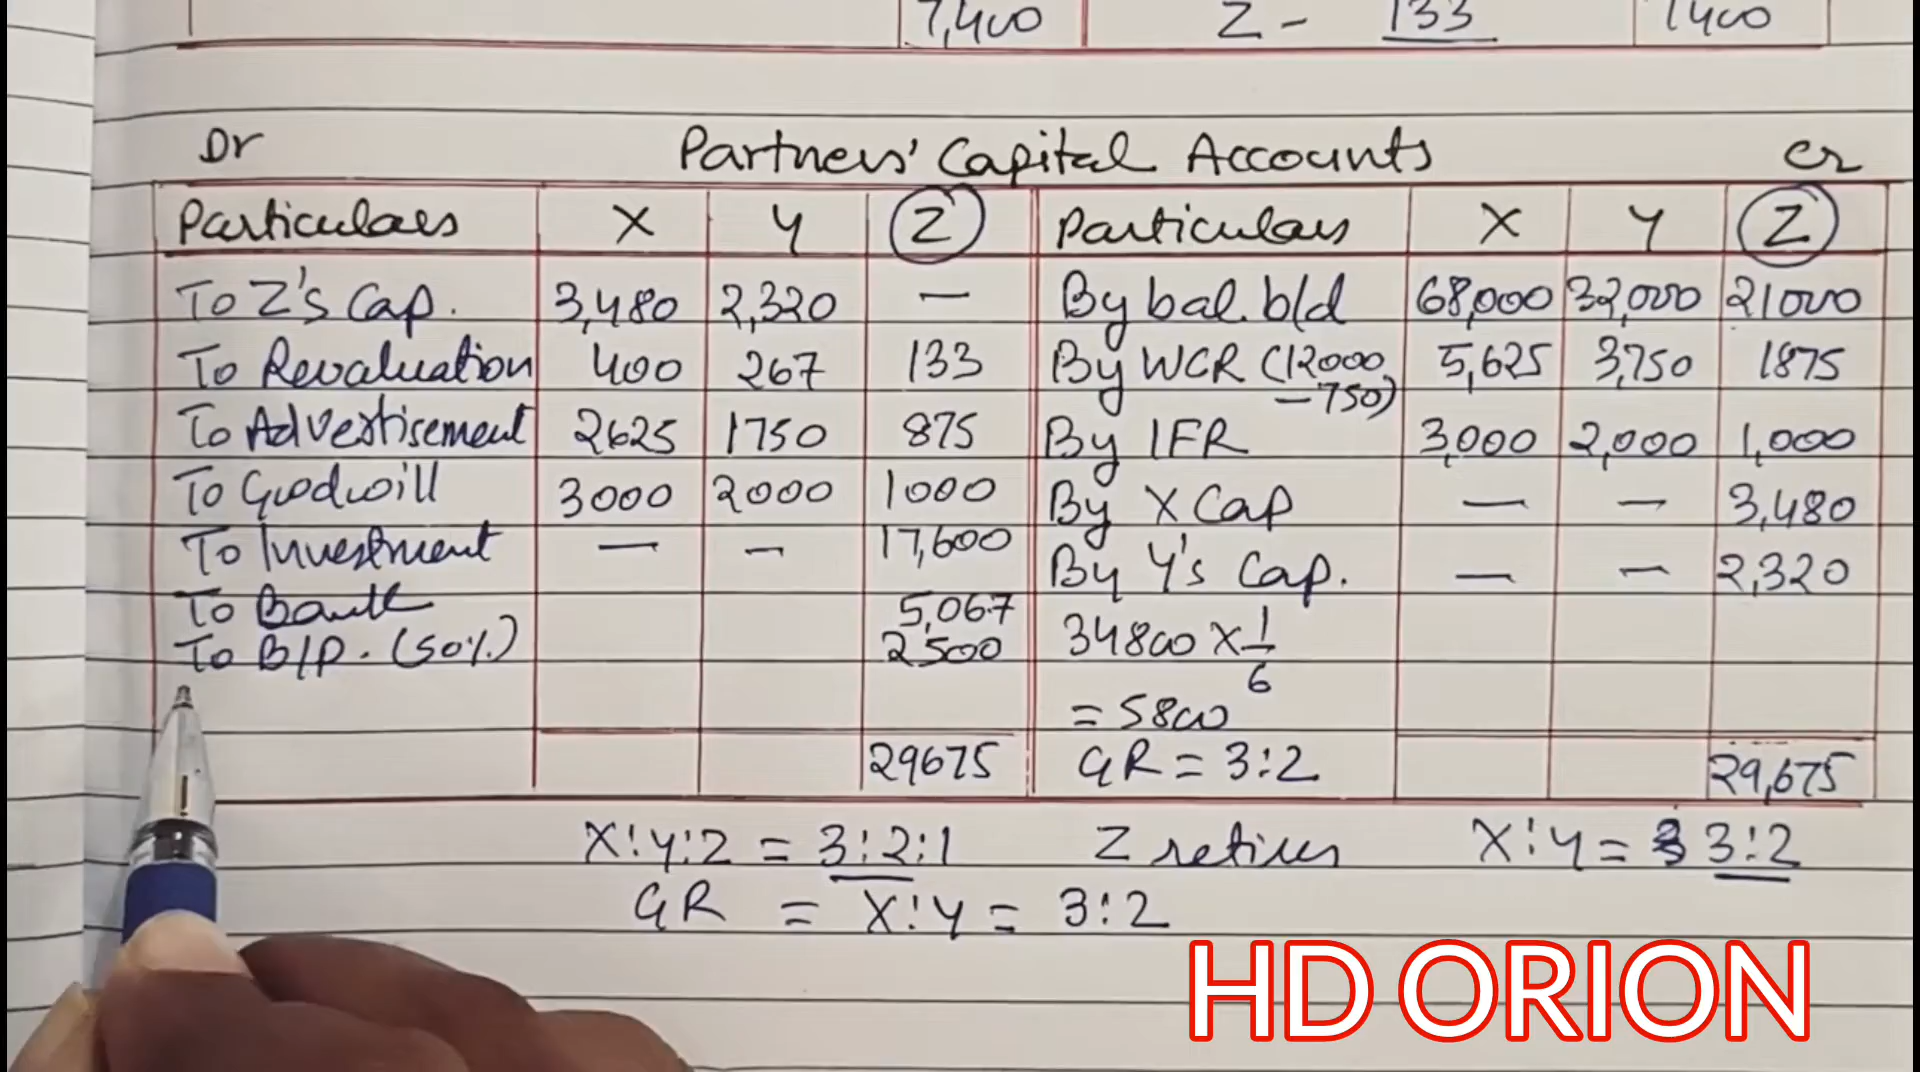 7,400 Z - 133 7400
Dr Partners' Capital Accounts Cr
Particulars X Y Z Particulars X Y Z
To Z's Cap. 3,480 2,320 — By bal. b/d 68,000 32,000 21000
To Revaluation 400 267 133 By WCR (12000 5,625 3,750 1875
— 750)
To Advertisement 2625 1750 875 By IFR 3,000 2,000 1,000
To Goodwill 3000 2000 1000 By X Cap — — 3,480
To Investment — — 17,600 By Y's Cap. — — 2,320
To Bank 5,067 34800 X 1/6
To B/P. (50%) 2500
= 5800
29675 GR = 3:2 29,675
X:Y:Z = 3:2:1 Z retires X:Y = 3 3:2
GR = X:Y = 3:2
HD ORION